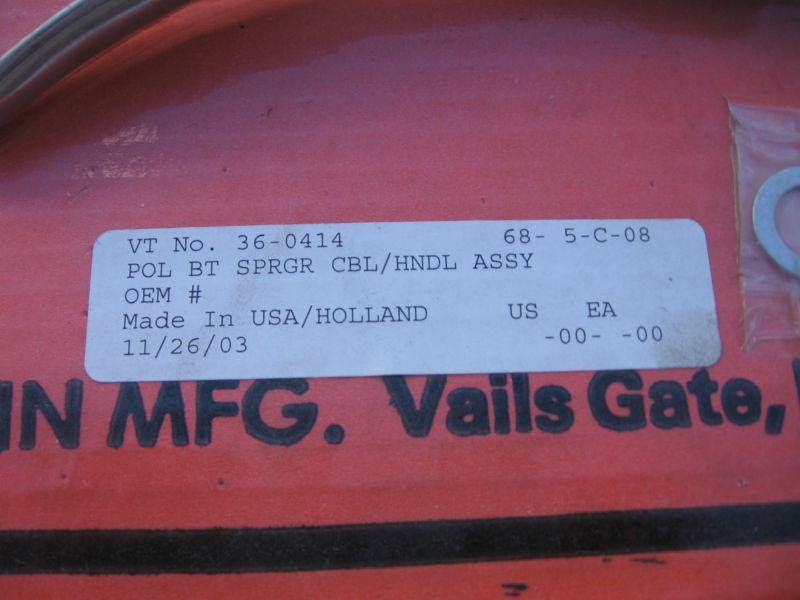 VT No. 36-0414 68- 5-C-08
POL BT SPRGR CBL/HNDL ASSY
OEM #
Made In USA/HOLLAND US EA
11/26/03 -00- -00
IN MFG. Vails Gate,